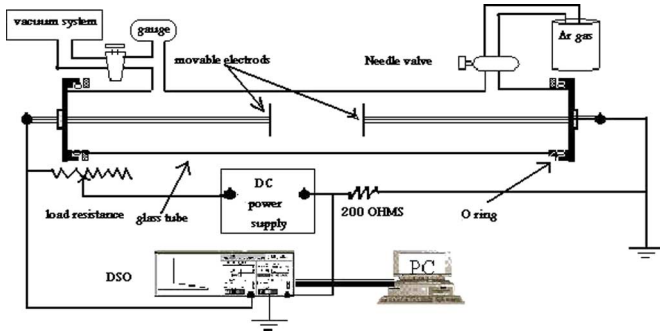 vacuum system
gauge
Ar gas
movable electrods
Needle valve
DC
power
supply
load resistance
glass tube
200 OHMS
O ring
DSO
PC